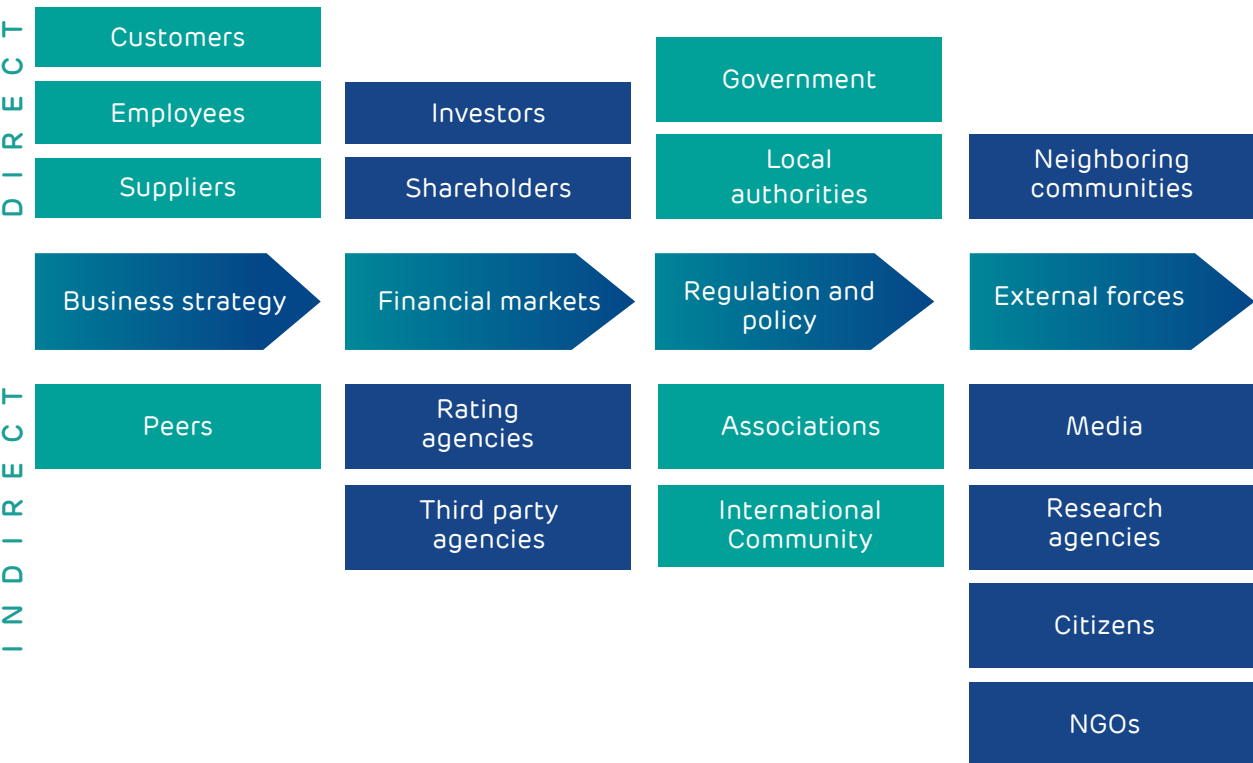 DIRECT
Customers
Employees
Suppliers
Investors
Shareholders
Government
Local
authorities
Neighboring
communities
Business strategy
Financial markets
Regulation and
policy
External forces
INDIRECT
Peers
Rating
agencies
Third party
agencies
Associations
International
Community
Media
Research
agencies
Citizens
NGOs